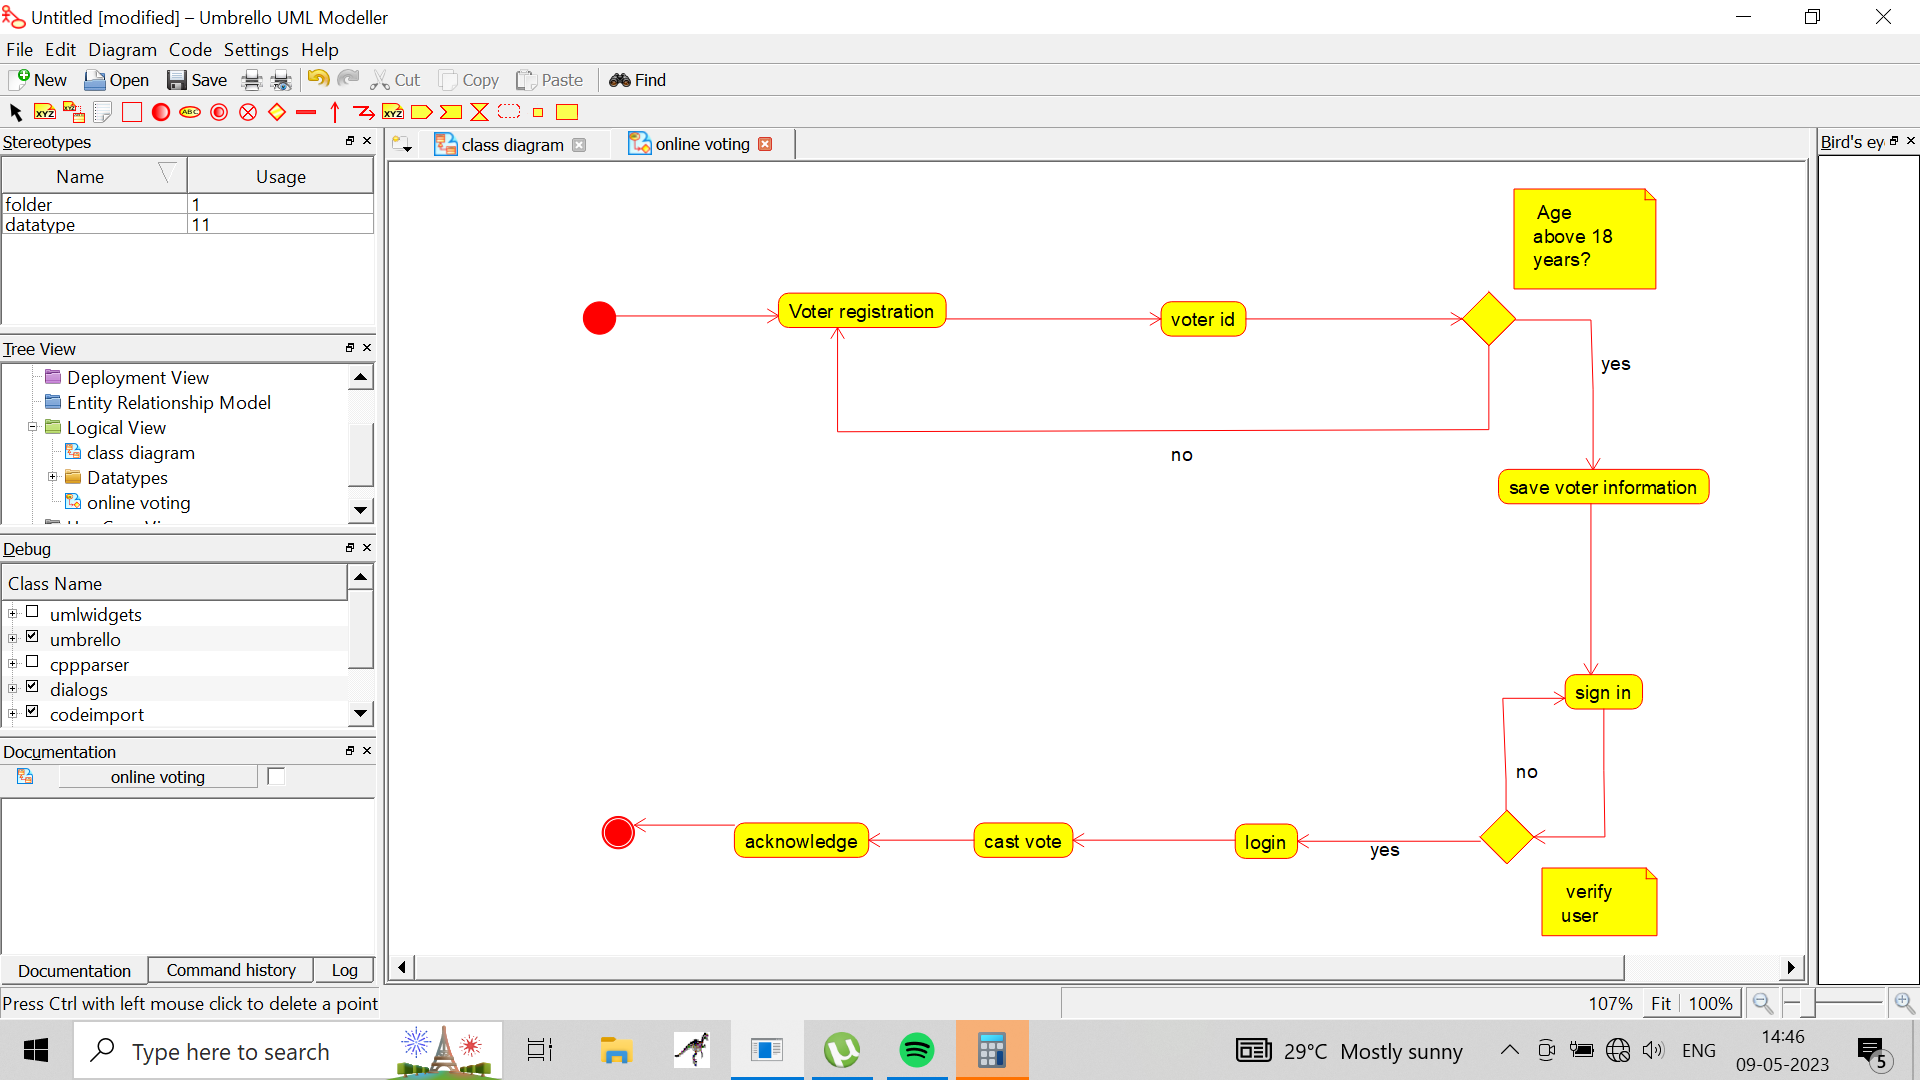 Untitled [modified] – Umbrello UML Modeller
File Edit Diagram Code Settings Help
New Open Save Cut Copy Paste Find
XYZ XYZ ABC XYZ
Stereotypes
Name Usage
folder 1
datatype 11
Tree View
Deployment View
Entity Relationship Model
Logical View
class diagram
Datatypes
online voting
Debug
Class Name
umlwidgets
umbrello
cppparser
dialogs
codeimport
Documentation
online voting
Documentation Command history Log
Press Ctrl with left mouse click to delete a point
class diagram online voting
Bird's ey
Age
above 18
years?
Voter registration
voter id
yes
no
save voter information
sign in
no
acknowledge
cast vote
login
yes
verify
user
107% Fit 100%
Type here to search
29°C Mostly sunny
ENG
14:46
09-05-2023
5